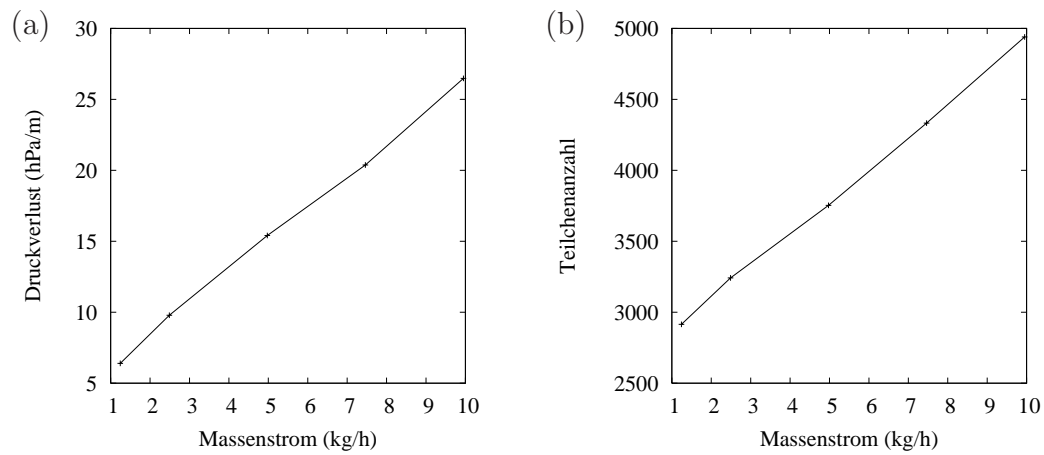 (a)
30
25
20
15
10
5
Druckverlust (hPa/m)
1 2 3 4 5 6 7 8 9 10
Massenstrom (kg/h)
(b)
5000
4500
4000
3500
3000
2500
Teilchenanzahl
1 2 3 4 5 6 7 8 9 10
Massenstrom (kg/h)